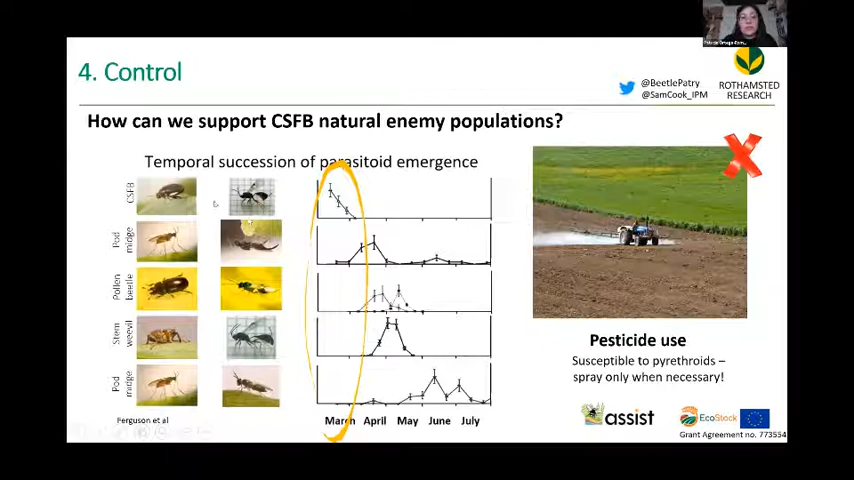 4. Control
@BeetlePatry
@SamCook_IPM
ROTHAMSTED
RESEARCH
How can we support CSFB natural enemy populations?
Temporal succession of parasitoid emergence
CSFB
Pod
midge
Pollen
beetle
Stem
weevil
Pod
midge
March April May June July
Ferguson et al
Pesticide use
Susceptible to pyrethroids –
spray only when necessary!
assist
EcoStack
Grant Agreement no. 773554